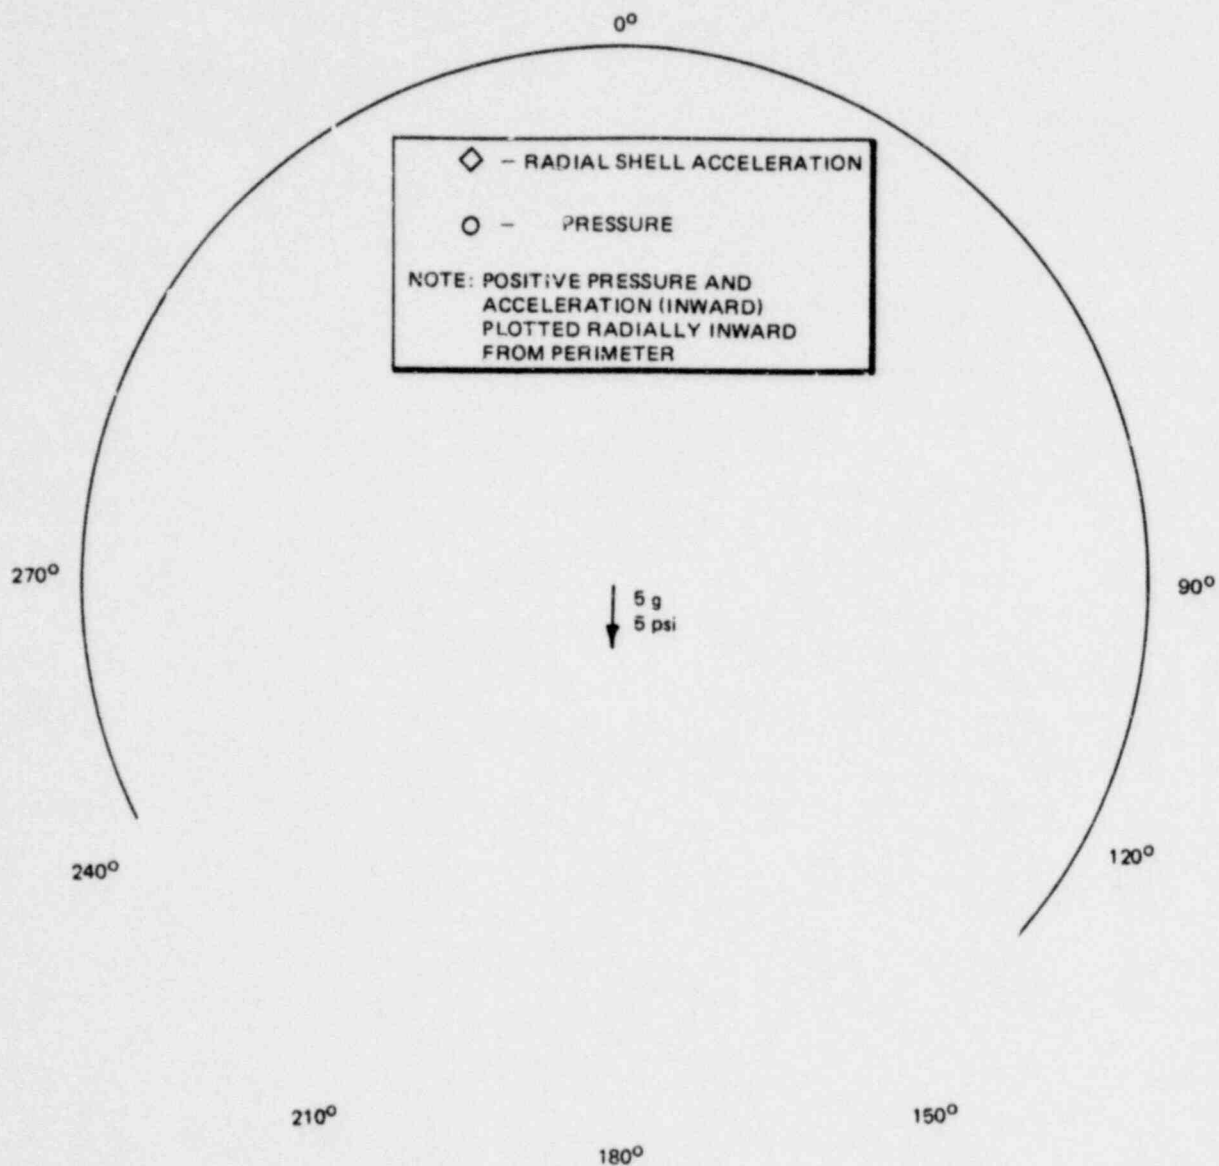 0°
◇ – RADIAL SHELL ACCELERATION
○ – PRESSURE
NOTE: POSITIVE PRESSURE AND
ACCELERATION (INWARD)
PLOTTED RADIALLY INWARD
FROM PERIMETER
270°
90°
5 g
5 psi
240°
120°
210°
150°
180°